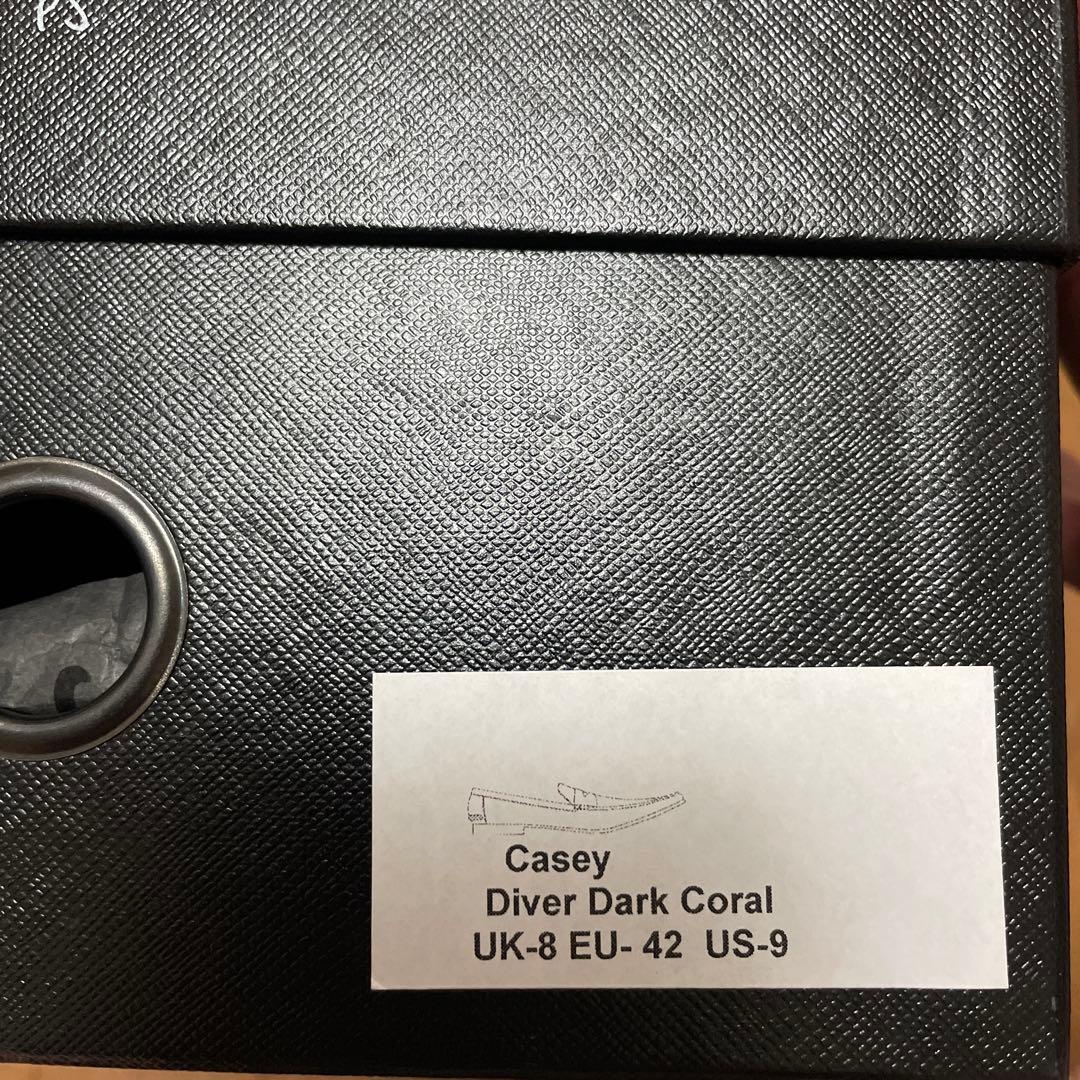 Casey
Diver Dark Coral
UK-8 EU- 42 US-9